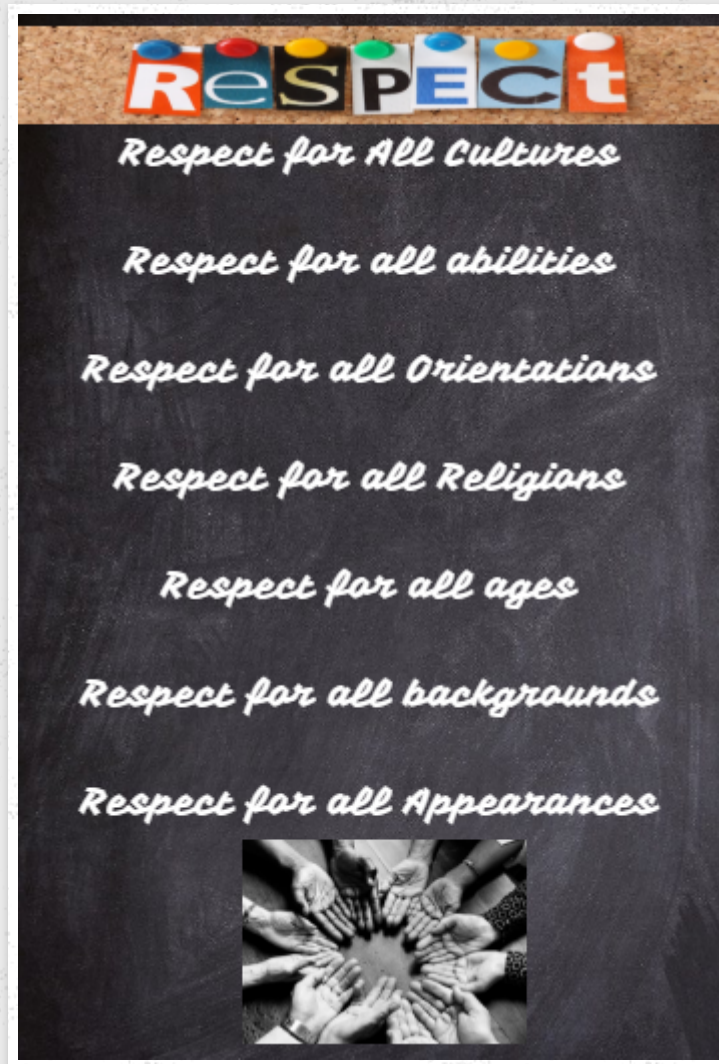 ReSPECt
Respect for All Cultures
Respect for all abilities
Respect for all Orientations
Respect for all Religions
Respect for all ages
Respect for all backgrounds
Respect for all Appearances